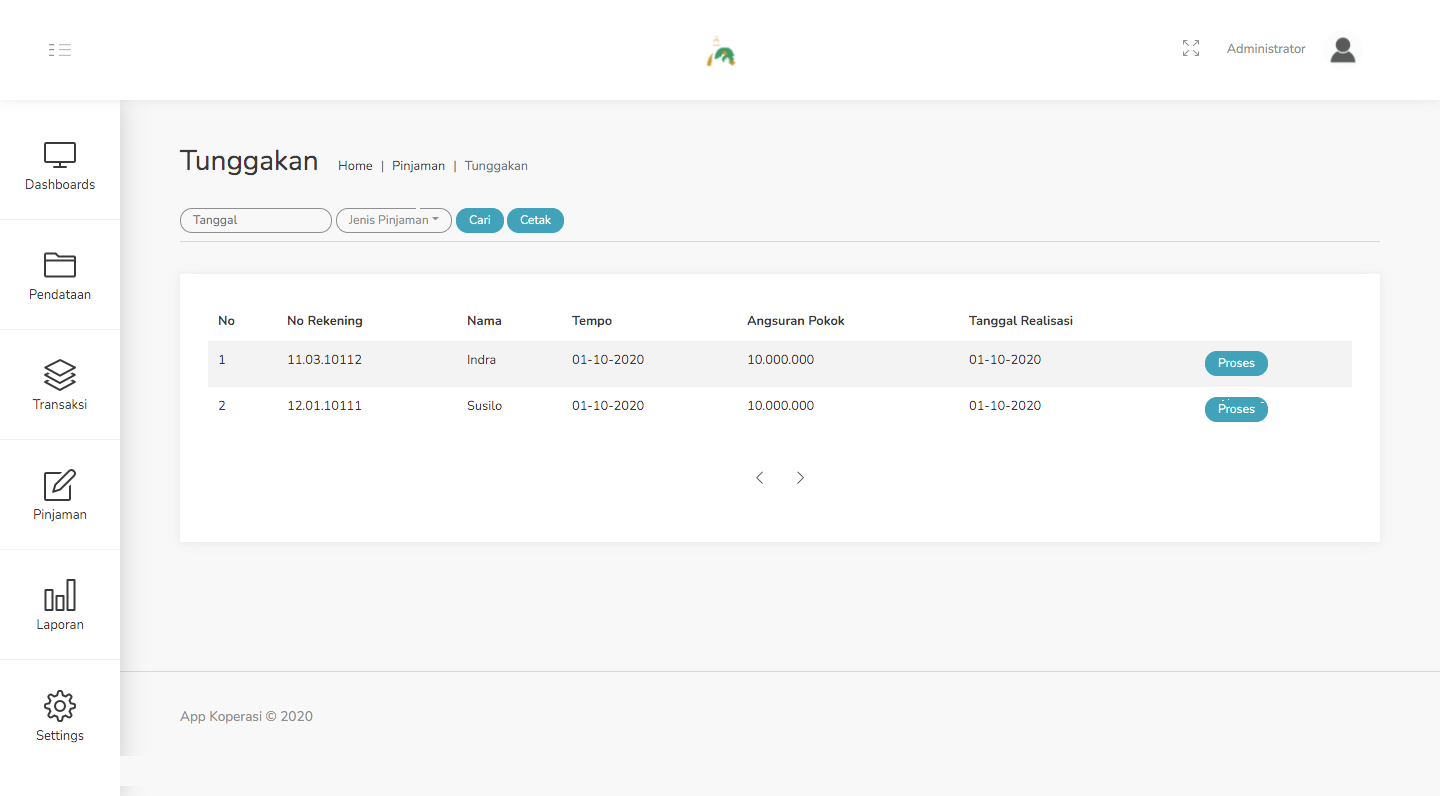 Administrator
Dashboards
Pendataan
Transaksi
Pinjaman
Laporan
Settings
Tunggakan
Home | Pinjaman | Tunggakan
Tanggal Jenis Pinjaman Cari Cetak
No No Rekening Nama Tempo Angsuran Pokok Tanggal Realisasi
1 11.03.10112 Indra 01-10-2020 10.000.000 01-10-2020 Proses
2 12.01.10111 Susilo 01-10-2020 10.000.000 01-10-2020 Proses
App Koperasi © 2020